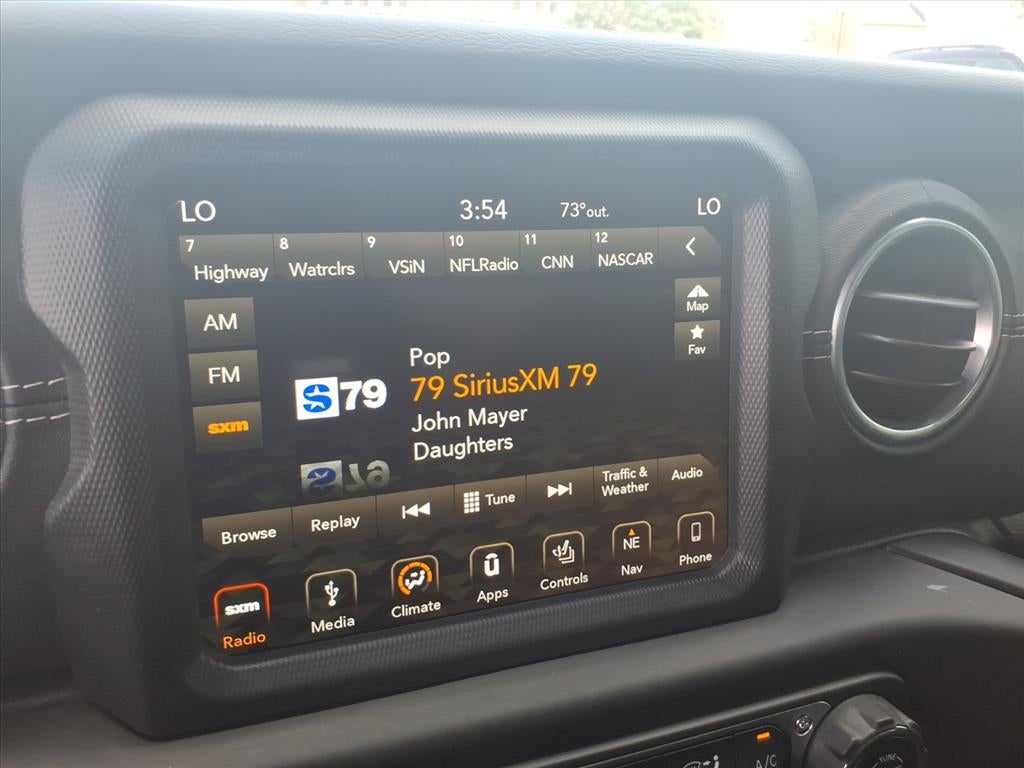 LO 3:54 73°out. LO
7 Highway 8 Watrclrs 9 VSiN 10 NFLRadio 11 CNN 12 NASCAR
Map
AM
Fav
FM
Pop
79
79 SiriusXM 79
sxm
John Mayer
Daughters
Browse Replay Tune Traffic & Weather Audio
sxm NE
Radio Media Climate Apps Controls Nav Phone
A/C
TUNE